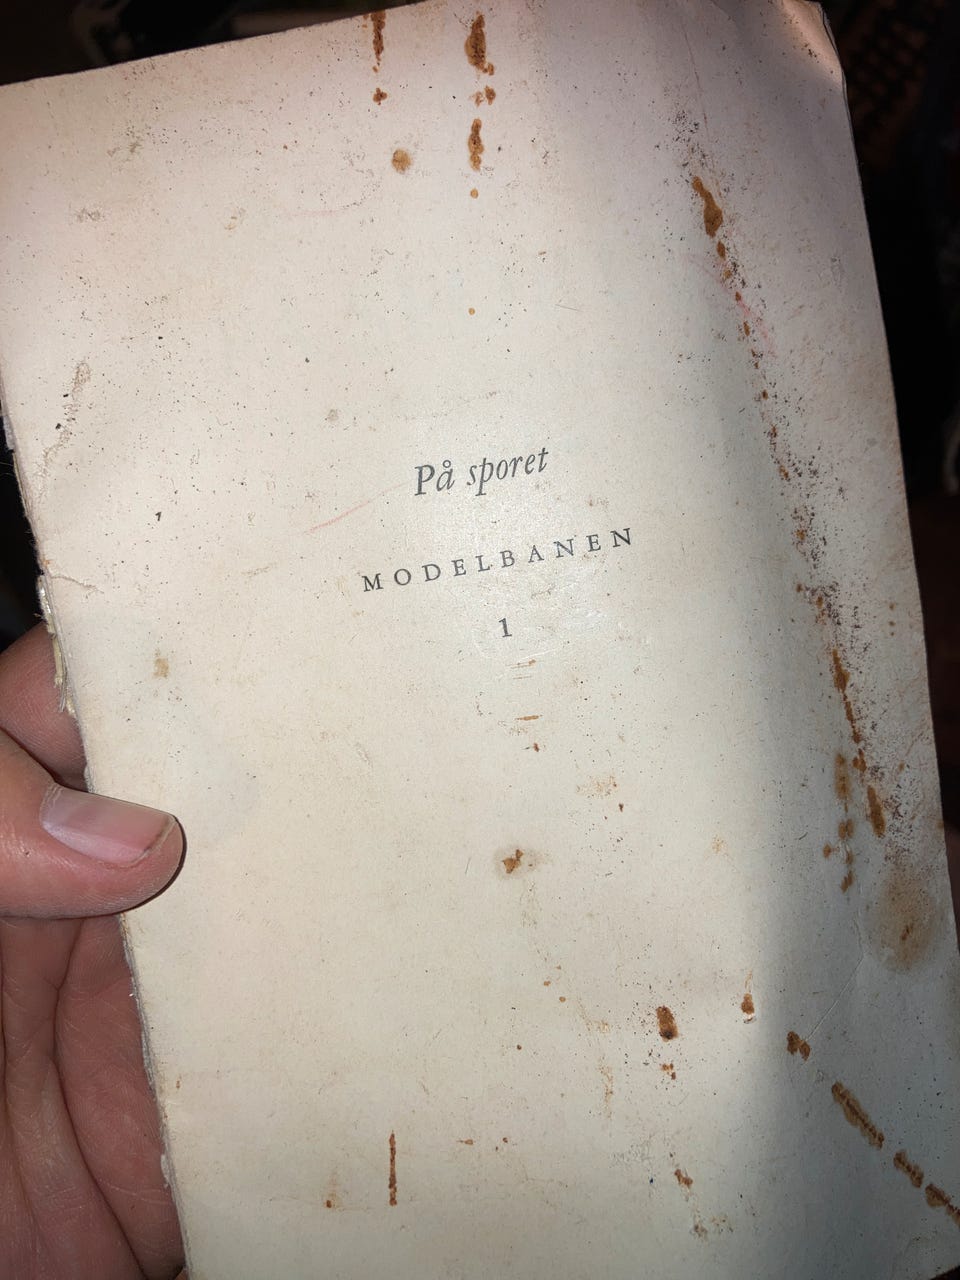 På sporet
MODELBANEN
1